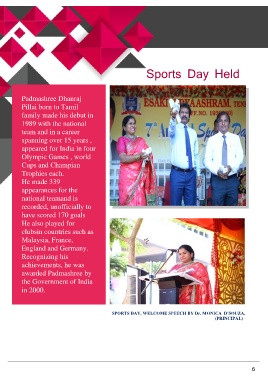 Sports Day Held
Padmashree Dhanraj
Pillai born to Tamil
family made his debut in
1989 with the national
team and in a career
spanning over 15 years ,
appeared for India in four
Olympic Games , world
Cups and Champion
Trophies each.
He made 339
appearances for the
national teamand is
recorded, unofficially to
have scored 170 goals
He also played for
clubsin countries such as
Malaysia, France,
England and Germany.
Recognizing his
achievements, he was
awarded Padmashree by
the Government of India
in 2000.
ESAKI VIDYAASHRAM,
SPORTS DAY, WELCOME SPEECH BY Dr. MONICA D'SOUZA,
(PRINCIPAL)
6